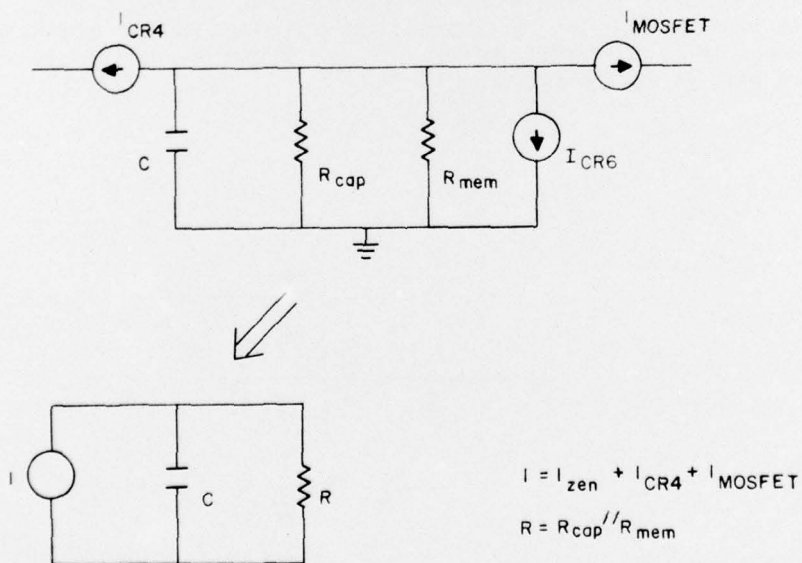 I CR4
I MOSFET
C
R cap
R mem
I CR6
I
C
R
I = I zen + I CR4 + I MOSFET
R = R cap // R mem